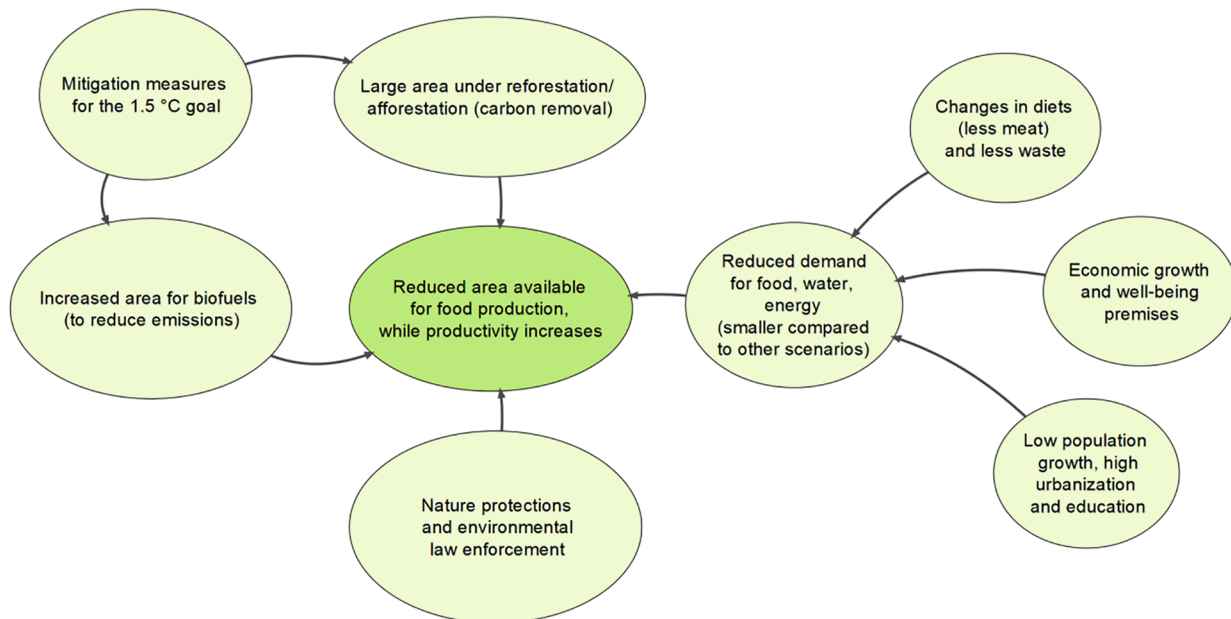 Mitigation measures
for the 1.5 °C goal
Large area under reforestation/
afforestation (carbon removal)
Changes in diets
(less meat)
and less waste
Increased area for biofuels
(to reduce emissions)
Reduced area available
for food production,
while productivity increases
Reduced demand
for food, water,
energy
(smaller compared
to other scenarios)
Economic growth
and well-being
premises
Low population
growth, high
urbanization
and education
Nature protections
and environmental
law enforcement